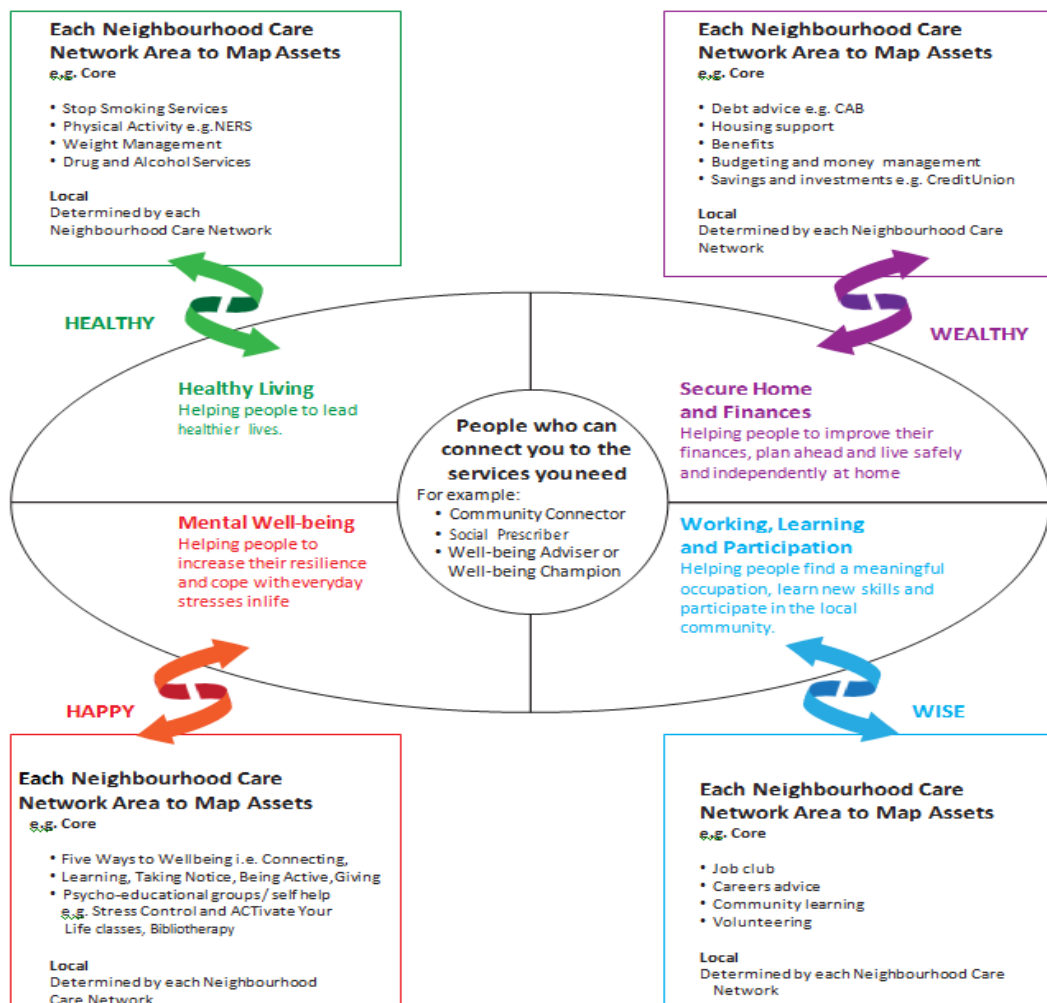 Each Neighbourhood Care
Network Area to Map Assets
e.g. Core
• Stop Smoking Services
• Physical Activity e.g.NERS
• Weight Management
• Drug and Alcohol Services
Local
Determined by each
Neighbourhood Care Network
Each Neighbourhood Care
Network Area to Map Assets
e.g. Core
• Debt advice e.g. CAB
• Housing support
• Benefits
• Budgeting and money management
• Savings and investments e.g. CreditUnion
Local
Determined by each Neighbourhood Care
Network
HEALTHY
WEALTHY
Healthy Living
Helping people to lead
healthier lives.
Secure Home
and Finances
Helping people to improve their
finances, plan ahead and live safely
and independently at home
People who can
connect you to the
services youneed
For example:
• Community Connector
• Social Prescriber
• Well-being Adviser or
Well-being Champion
Mental Well-being
Helping people to
increase their resilience
and cope witheveryday
stresses in life
Working, Learning
and Participation
Helping people find a meaningful
occupation, learn new skills and
participate in the local
community.
HAPPY
WISE
Each Neighbourhood Care
Network Area to Map Assets
e.g. Core
• Five Ways to Wellbeing i.e. Connecting,
• Learning, Taking Notice, Being Active,Giving
• Psycho-educational groups/ self help
e.g. Stress Control and ACTivate Your
Life classes, Bibliotherapy
Local
Determined by each Neighbourhood
Care Network
Each Neighbourhood Care
Network Area to Map Assets
e.g. Core
• Job club
• Careers advice
• Community learning
• Volunteering
Local
Determined by each Neighbourhood Care
Network